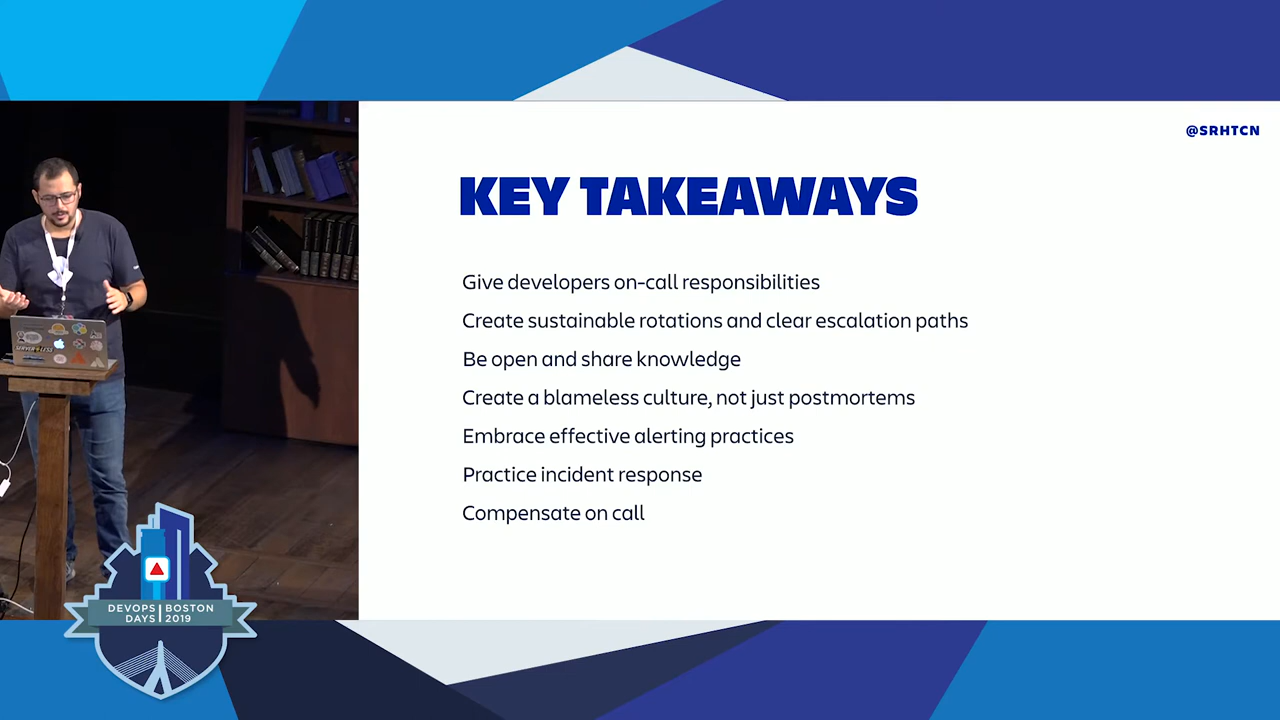 @SRHTCN
KEY TAKEAWAYS
Give developers on-call responsibilities
Create sustainable rotations and clear escalation paths
Be open and share knowledge
Create a blameless culture, not just postmortems
Embrace effective alerting practices
Practice incident response
Compensate on call
SERVERLESS
DEVOPS BOSTON
DAYS 2019